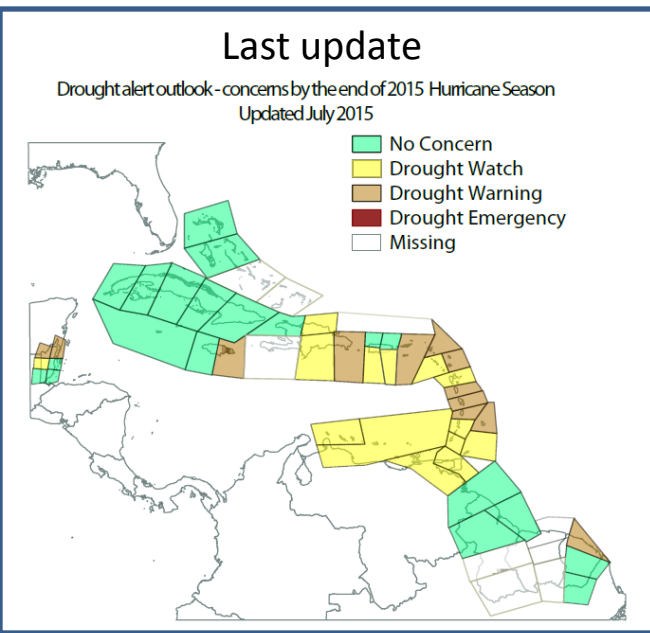 Last update
Drought alert outlook - concerns by the end of 2015 Hurricane Season
Updated July 2015
No Concern
Drought Watch
Drought Warning
Drought Emergency
Missing